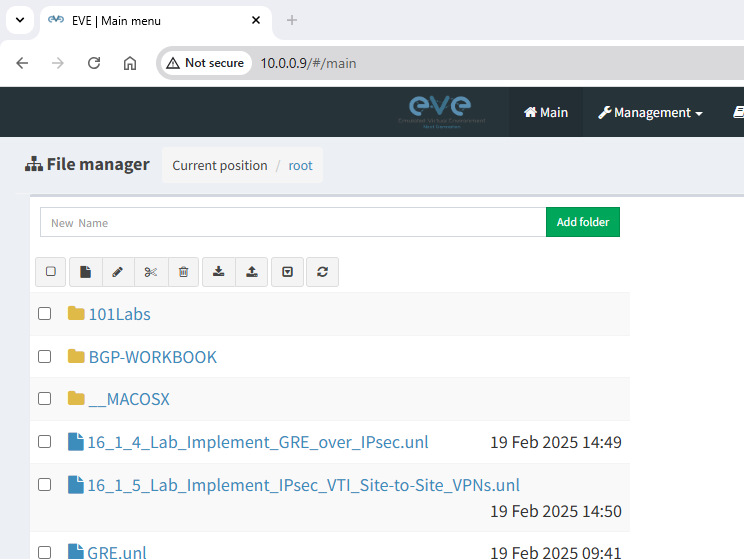 EVE | Main menu
Not secure 10.0.0.9/#/main
eve
Emulated Virtual Environment
Next Generation
Main Management
File manager Current position / root
New Name Add folder
101Labs
BGP-WORKBOOK
__MACOSX
16_1_4_Lab_Implement_GRE_over_IPsec.unl 19 Feb 2025 14:49
16_1_5_Lab_Implement_IPsec_VTI_Site-to-Site_VPNs.unl
19 Feb 2025 14:50
GRE.unl 19 Feb 2025 09:41